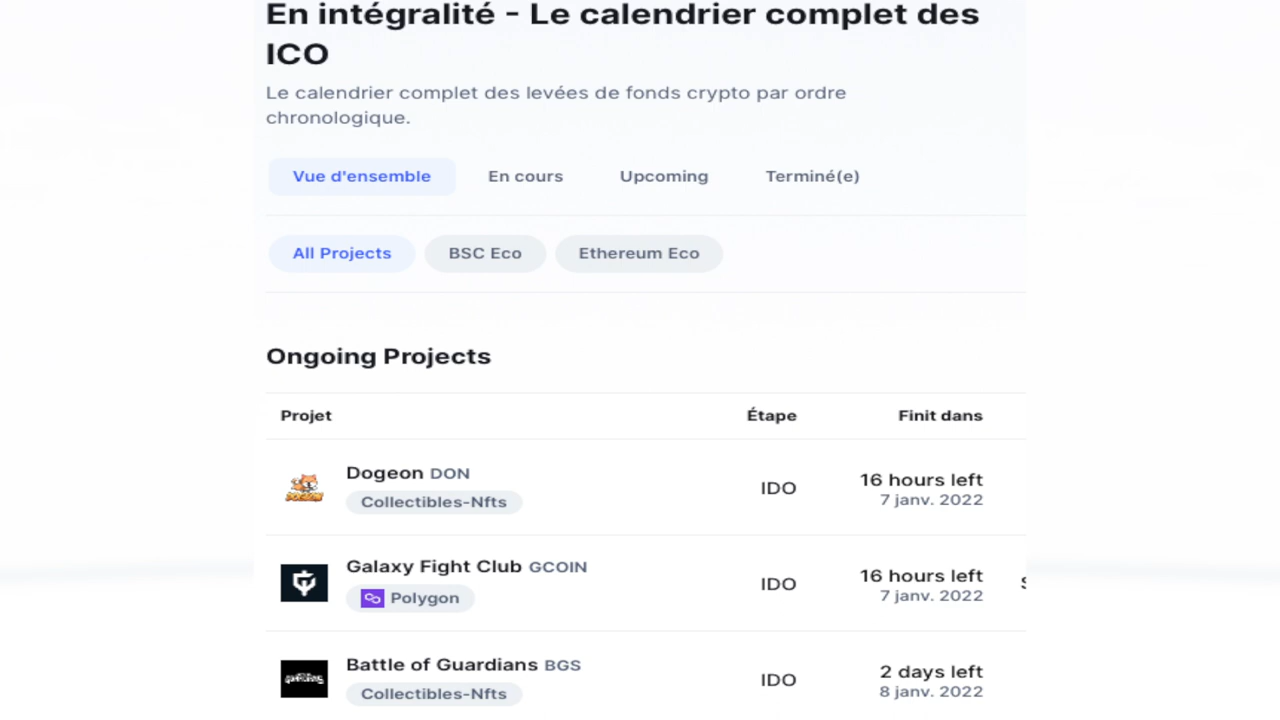 En intégralité - Le calendrier complet des
ICO
Le calendrier complet des levées de fonds crypto par ordre
chronologique.
Vue d'ensemble En cours Upcoming Terminé(e)
All Projects BSC Eco Ethereum Eco
Ongoing Projects
Projet Étape Finit dans
Dogeon DON
Collectibles-Nfts
IDO
16 hours left
7 janv. 2022
Galaxy Fight Club GCOIN
Polygon
IDO
16 hours left
7 janv. 2022
Battle of Guardians BGS
Collectibles-Nfts
IDO
2 days left
8 janv. 2022